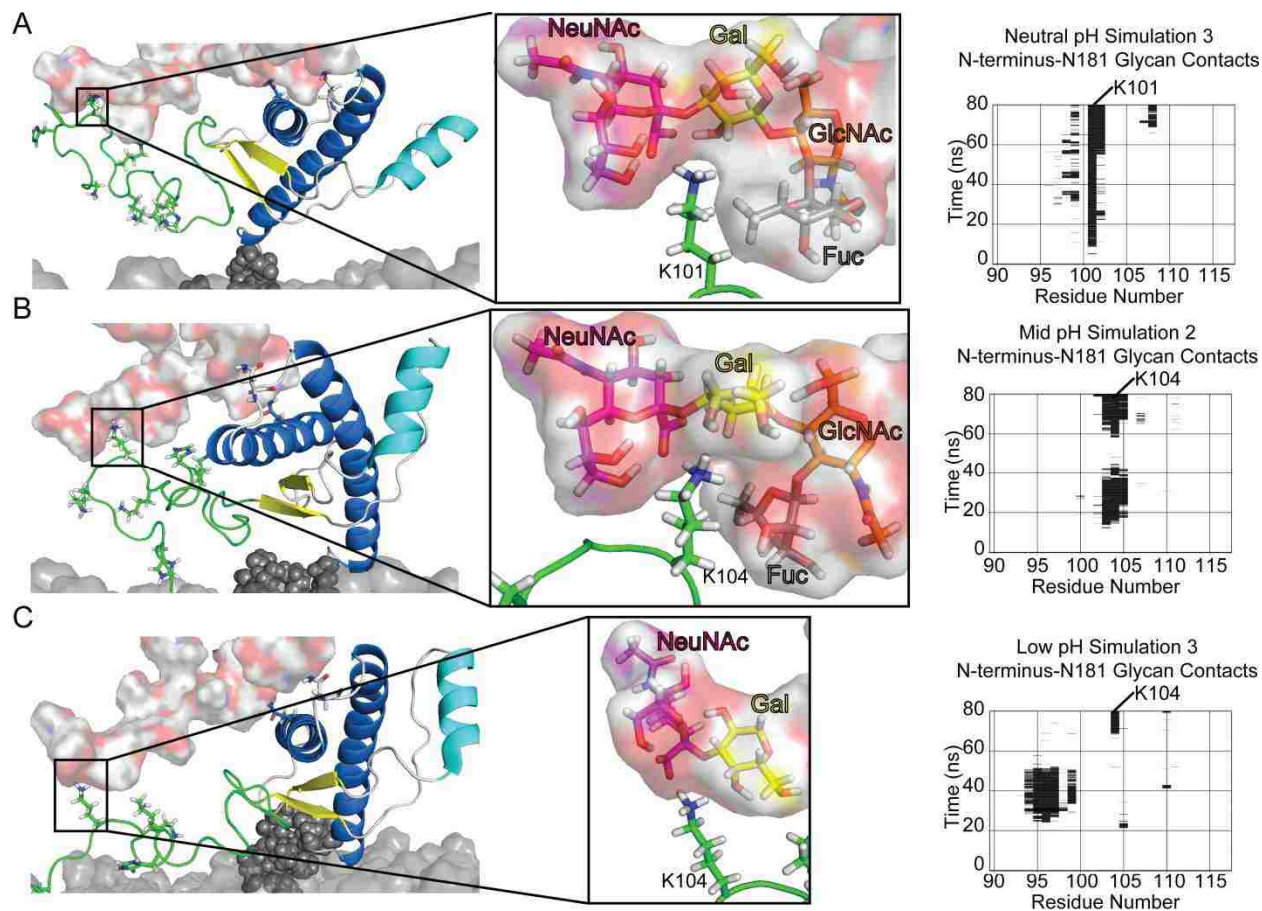 A
NeuNAc
Gal
GlcNAc
Fuc
K101
Neutral pH Simulation 3
N-terminus-N181 Glycan Contacts
K101
Time (ns)
80
60
40
20
0
90 95 100 105 110 115
Residue Number
B
NeuNAc
Gal
GlcNAc
Fuc
K104
Mid pH Simulation 2
N-terminus-N181 Glycan Contacts
K104
Time (ns)
80
60
40
20
0
90 95 100 105 110 115
Residue Number
C
NeuNAc
Gal
K104
Low pH Simulation 3
N-terminus-N181 Glycan Contacts
K104
Time (ns)
80
60
40
20
0
90 95 100 105 110 115
Residue Number